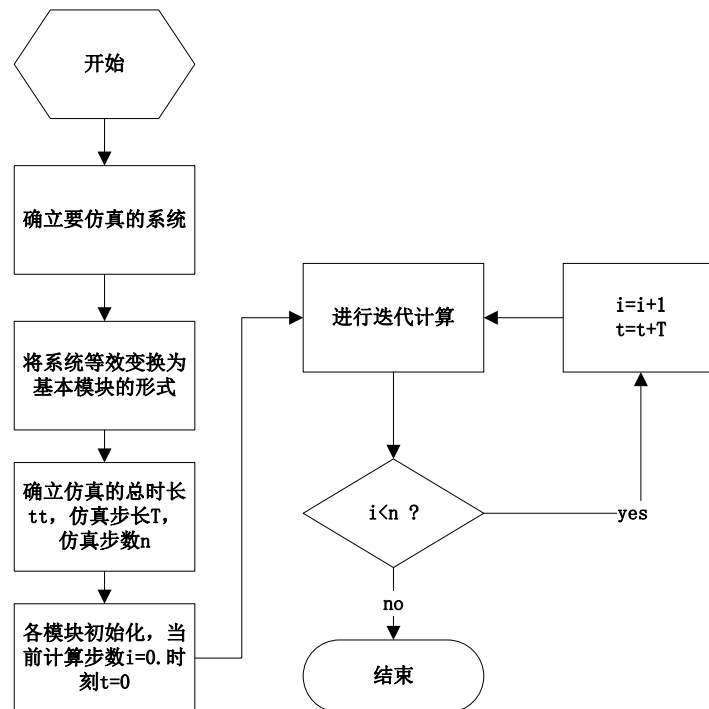 开始
确立要仿真的系统
将系统等效变换为
基本模块的形式
确立仿真的总时长
tt，仿真步长T，
仿真步数n
各模块初始化，当
前计算步数i=0.时
刻t=0
进行迭代计算
i=i+1
t=t+T
i<n ?
yes
no
结束